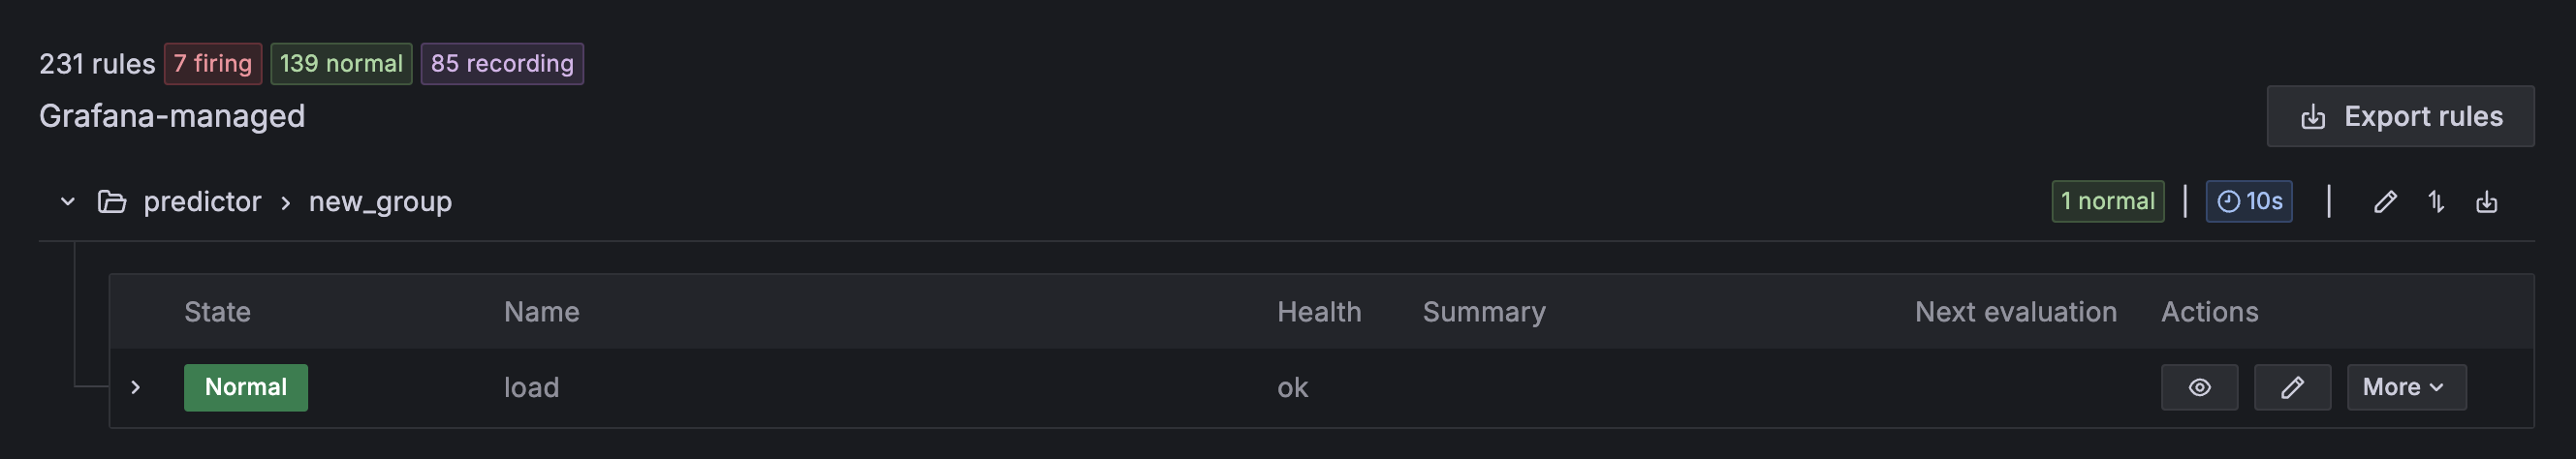 231 rules 7 firing 139 normal 85 recording
Grafana-managed
Export rules
predictor > new_group 1 normal | 10s |
State Name Health Summary Next evaluation Actions
Normal load ok More